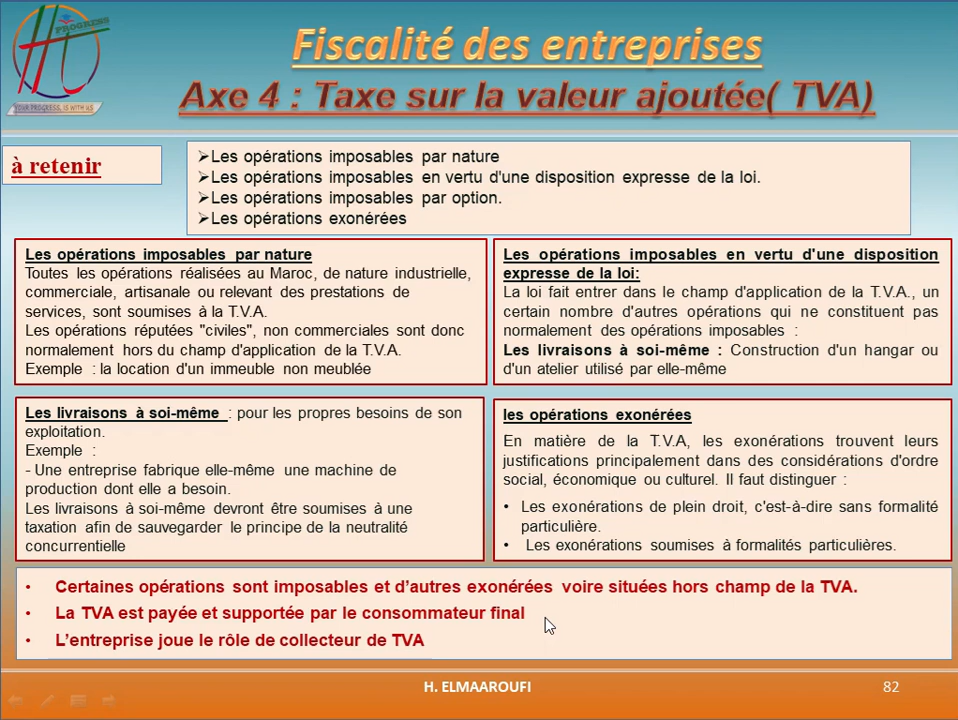 PROGRESS
YOUR PROGRESS, IS WITH US
Fiscalité des entreprises
Axe 4 : Taxe sur la valeur ajoutée( TVA)
à retenir
➢Les opérations imposables par nature
➢Les opérations imposables en vertu d'une disposition expresse de la loi.
➢Les opérations imposables par option.
➢Les opérations exonérées
Les opérations imposables par nature
Toutes les opérations réalisées au Maroc, de nature industrielle,
commerciale, artisanale ou relevant des prestations de
services, sont soumises à la T.V.A.
Les opérations réputées "civiles", non commerciales sont donc
normalement hors du champ d'application de la T.V.A.
Exemple : la location d'un immeuble non meublée
Les opérations imposables en vertu d'une disposition
expresse de la loi:
La loi fait entrer dans le champ d'application de la T.V.A., un
certain nombre d'autres opérations qui ne constituent pas
normalement des opérations imposables :
Les livraisons à soi-même : Construction d'un hangar ou
d'un atelier utilisé par elle-même
Les livraisons à soi-même : pour les propres besoins de son
exploitation.
Exemple :
- Une entreprise fabrique elle-même une machine de
production dont elle a besoin.
Les livraisons à soi-même devront être soumises à une
taxation afin de sauvegarder le principe de la neutralité
concurrentielle
les opérations exonérées
En matière de la T.V.A, les exonérations trouvent leurs
justifications principalement dans des considérations d'ordre
social, économique ou culturel. Il faut distinguer :
• Les exonérations de plein droit, c'est-à-dire sans formalité
particulière.
• Les exonérations soumises à formalités particulières.
• Certaines opérations sont imposables et d’autres exonérées voire situées hors champ de la TVA.
• La TVA est payée et supportée par le consommateur final
• L’entreprise joue le rôle de collecteur de TVA
H. ELMAAROUFI
82